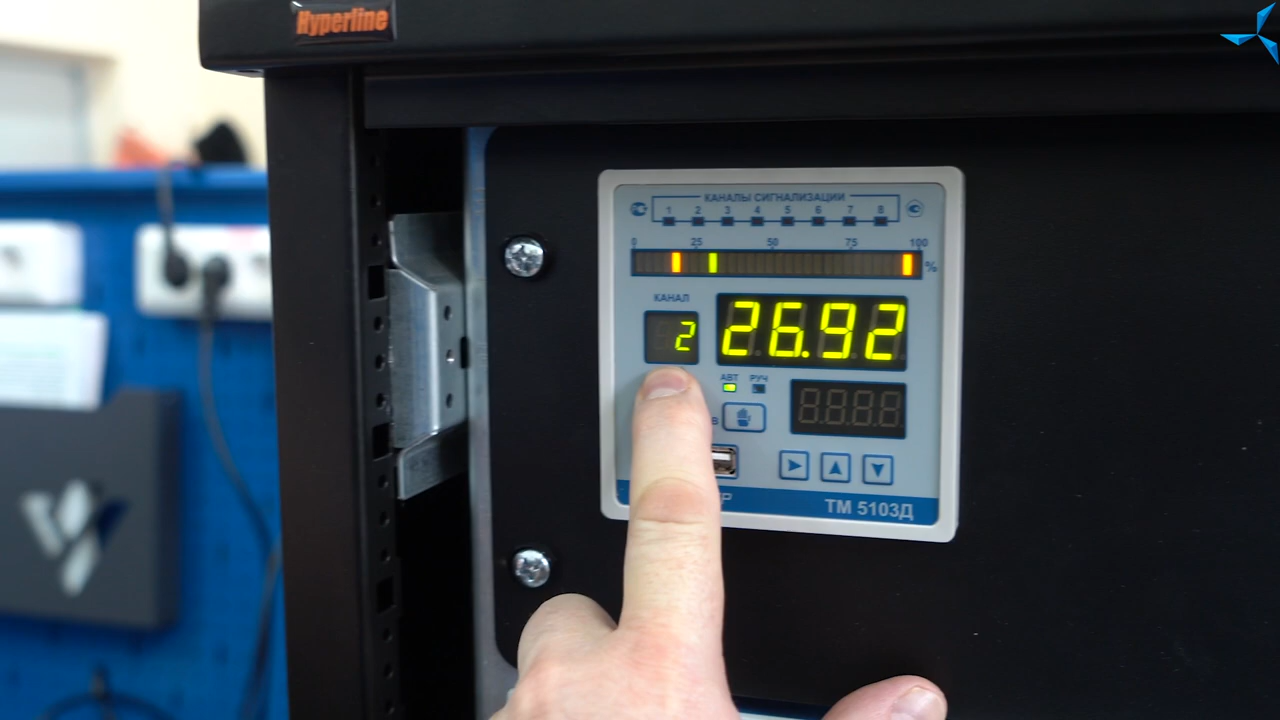 Hyperline
КАНАЛЫ СИГНАЛИЗАЦИИ
1 2 3 4 5 6 7 8
0 25 50 75 100
%
КАНАЛ
2
26.92
АВТ РУЧ
ТМ 5103Д